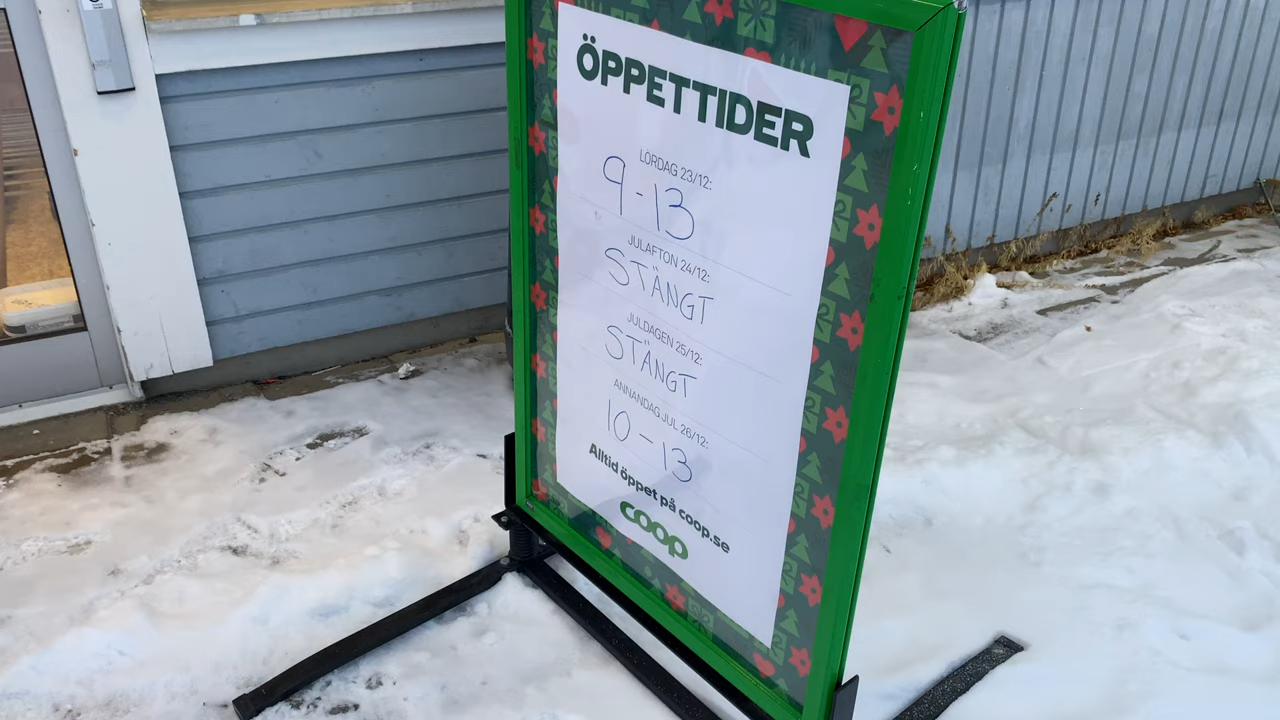 ÖPPETTIDER
LÖRDAG 23/12:
9-13
JULAFTON 24/12:
STÄNGT
JULDAGEN 25/12:
STÄNGT
ANNANDAG JUL 26/12:
10-13
Alltid öppet på coop.se
coop